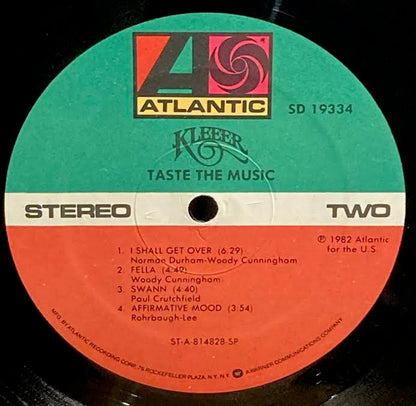 ATLANTIC
SD 19334
KLEEER
TASTE THE MUSIC
STEREO TWO
℗ 1982 Atlantic
for the U.S.
1. I SHALL GET OVER (6:29)
Norman Durham-Woody Cunningham
2. FELLA (4:49)
Woody Cunningham
3. SWANN (4:40)
Paul Crutchfield
4. AFFIRMATIVE MOOD (3:54)
Rohrbaugh-Lee
ST-A-814828-SP
MFG. BY ATLANTIC RECORDING CORP., 75 ROCKEFELLER PLAZA, N.Y., N.Y. A WARNER COMMUNICATIONS COMPANY